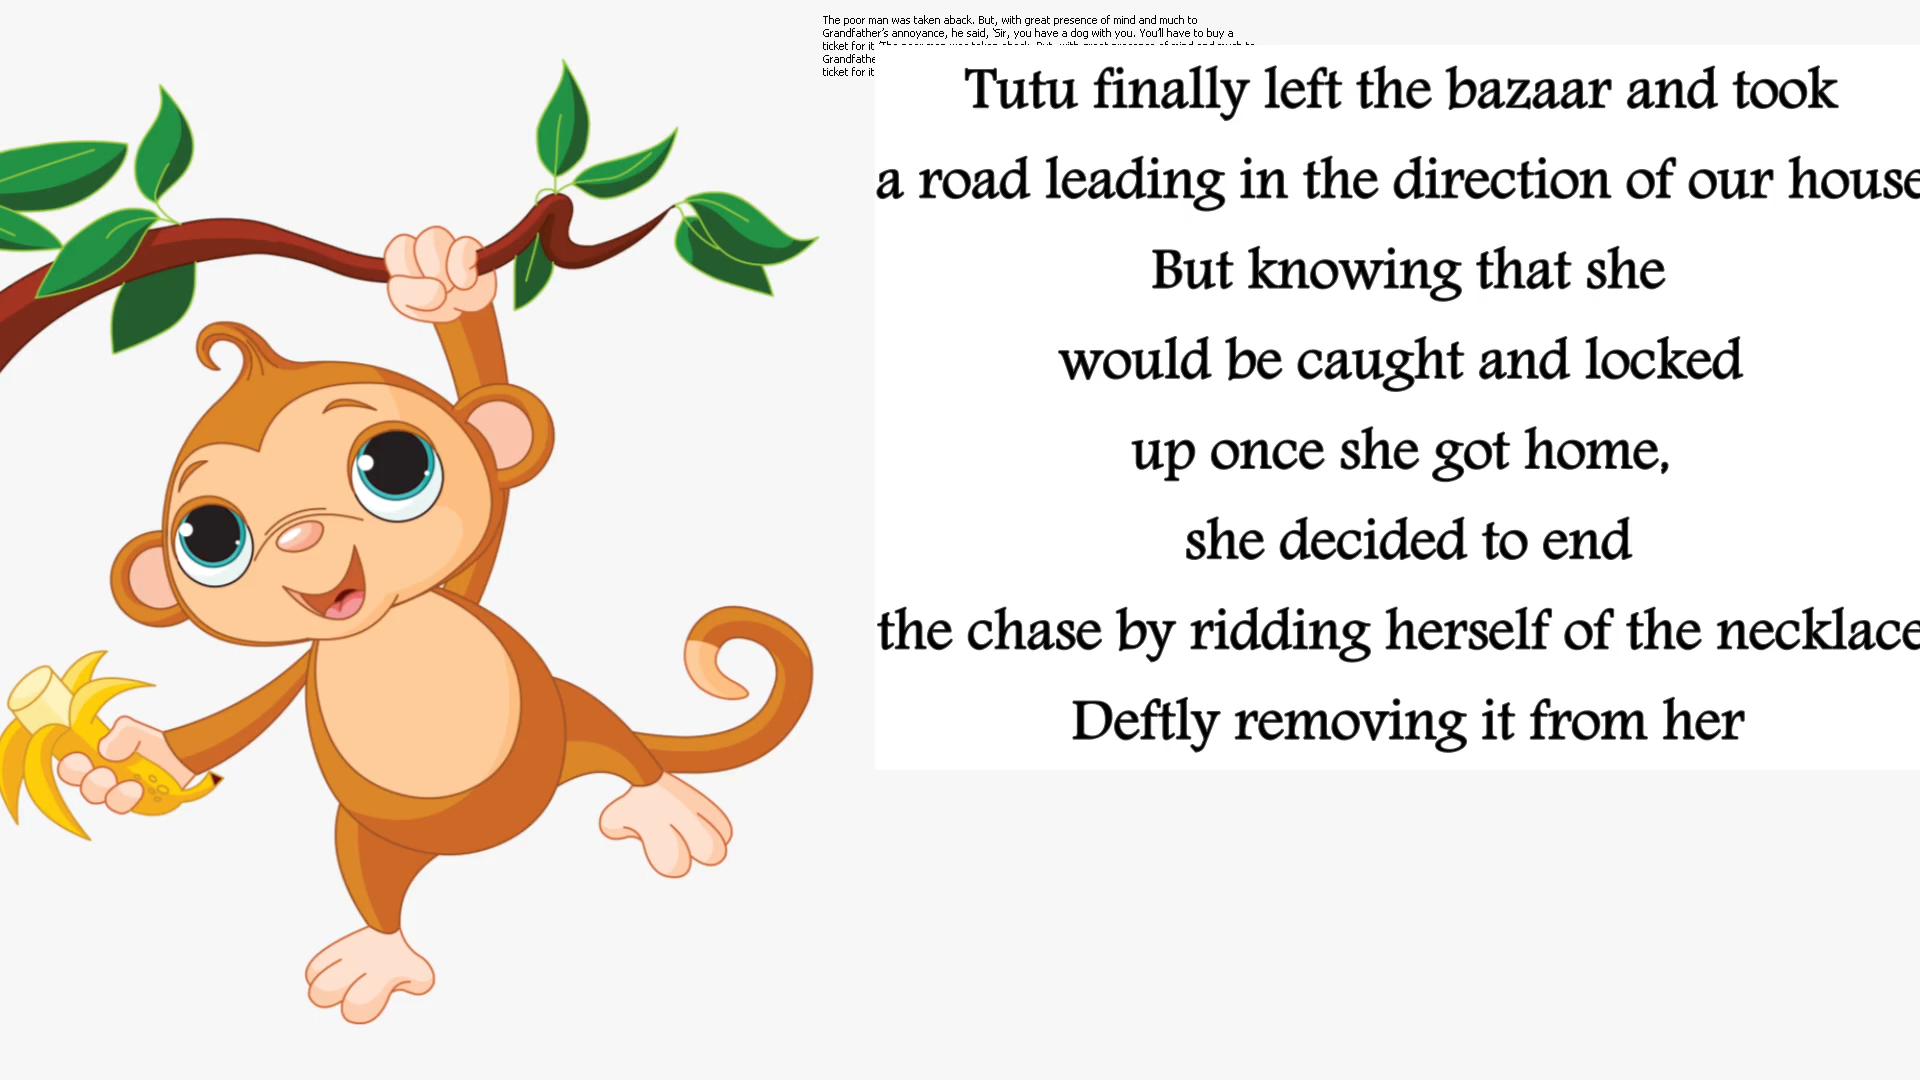 The poor man was taken aback. But, with great presence of mind and much to
Grandfather's annoyance, he said, 'Sir, you have a dog with you. You'll have to buy a
ticket for it
Grandfathe
ticket for it
Tutu finally left the bazaar and took
a road leading in the direction of our house
But knowing that she
would be caught and locked
up once she got home,
she decided to end
the chase by ridding herself of the necklace
Deftly removing it from her